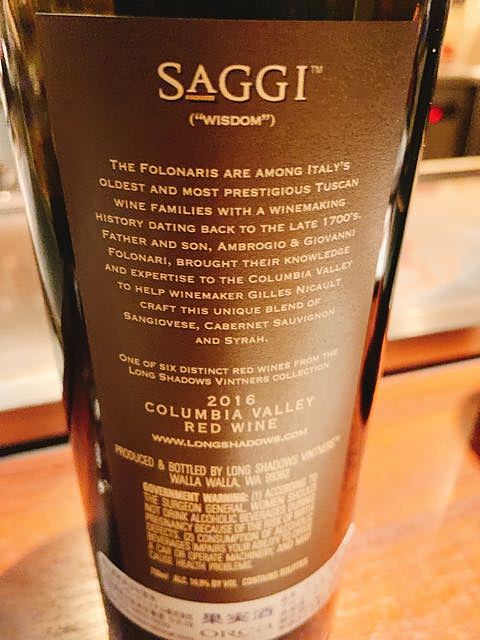 SAGGI™
("WISDOM")
THE FOLONARIS ARE AMONG ITALY'S
OLDEST AND MOST PRESTIGIOUS TUSCAN
WINE FAMILIES WITH A WINEMAKING
HISTORY DATING BACK TO THE LATE 1700'S.
FATHER AND SON, AMBROGIO & GIOVANNI
FOLONARI, BROUGHT THEIR KNOWLEDGE
AND EXPERTISE TO THE COLUMBIA VALLEY
TO HELP WINEMAKER GILLES NICAULT
CRAFT THIS UNIQUE BLEND OF
SANGIOVESE, CABERNET SAUVIGNON
AND SYRAH.
ONE OF SIX DISTINCT RED WINES FROM THE
LONG SHADOWS VINTNERS COLLECTION.
2016
COLUMBIA VALLEY
RED WINE
WWW.LONGSHADOWS.COM
PRODUCED & BOTTLED BY LONG SHADOWS VINTNERS™
WALLA WALLA, WA 99362
GOVERNMENT WARNING: (1) ACCORDING TO
THE SURGEON GENERAL, WOMEN SHOULD
NOT DRINK ALCOHOLIC BEVERAGES DURING
PREGNANCY BECAUSE OF THE RISK OF BIRTH
DEFECTS. (2) CONSUMPTION OF ALCOHOLIC
BEVERAGES IMPAIRS YOUR ABILITY TO DRIVE
A CAR OR OPERATE MACHINERY, AND MAY
CAUSE HEALTH PROBLEMS.
750ml ALC 14.9% BY VOL CONTAINS SULFITES
果実酒